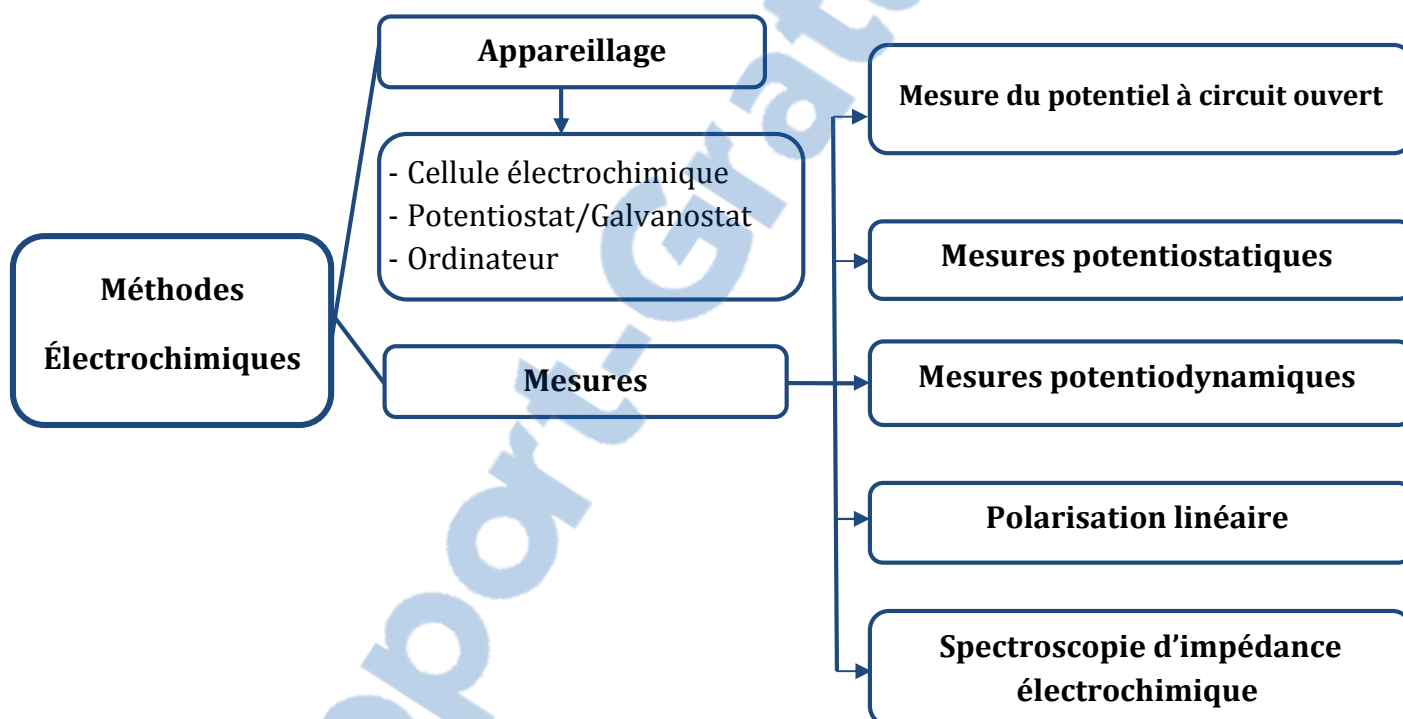 Appareillage
- Cellule électrochimique
- Potentiostat/Galvanostat
- Ordinateur
Méthodes
Électrochimiques
Mesures
Mesure du potentiel à circuit ouvert
Mesures potentiostatiques
Mesures potentiodynamiques
Polarisation linéaire
Spectroscopie d’impédance
électrochimique